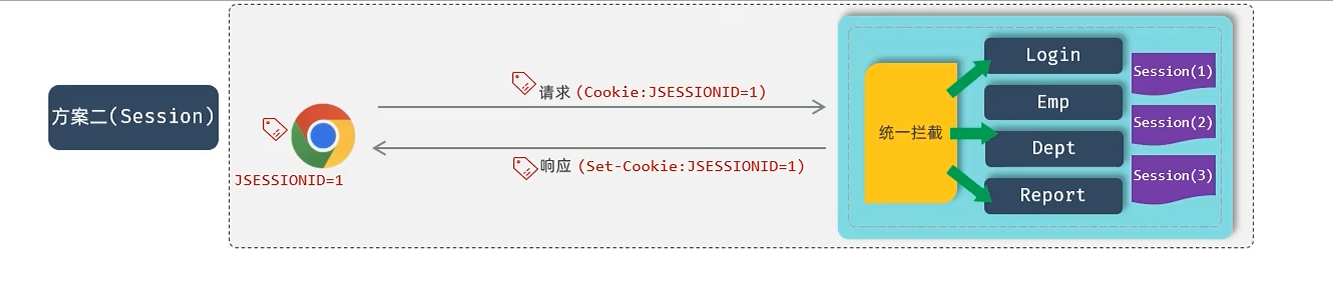 方案二(Session)
JSESSIONID=1
请求 (Cookie:JSESSIONID=1)
响应 (Set-Cookie:JSESSIONID=1)
统一拦截
Login
Emp
Dept
Report
Session(1)
Session(2)
Session(3)